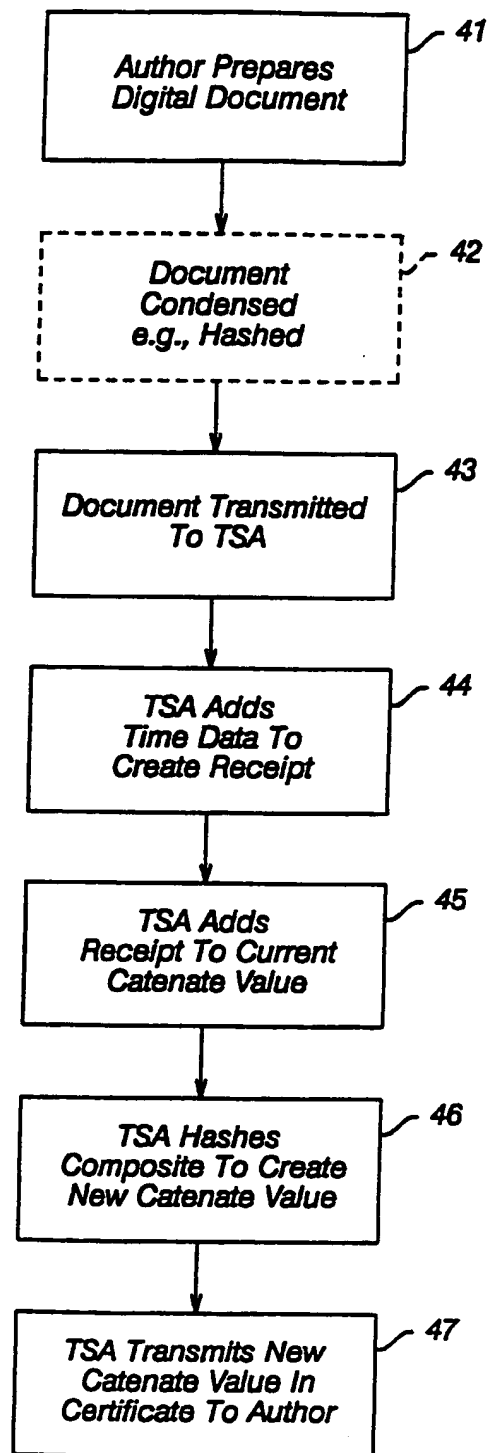 41
Author Prepares
Digital Document
42
Document
Condensed
e.g., Hashed
43
Document Transmitted
To TSA
44
TSA Adds
Time Data To
Create Receipt
45
TSA Adds
Receipt To Current
Catenate Value
46
TSA Hashes
Composite To Create
New Catenate Value
47
TSA Transmits New
Catenate Value In
Certificate To Author